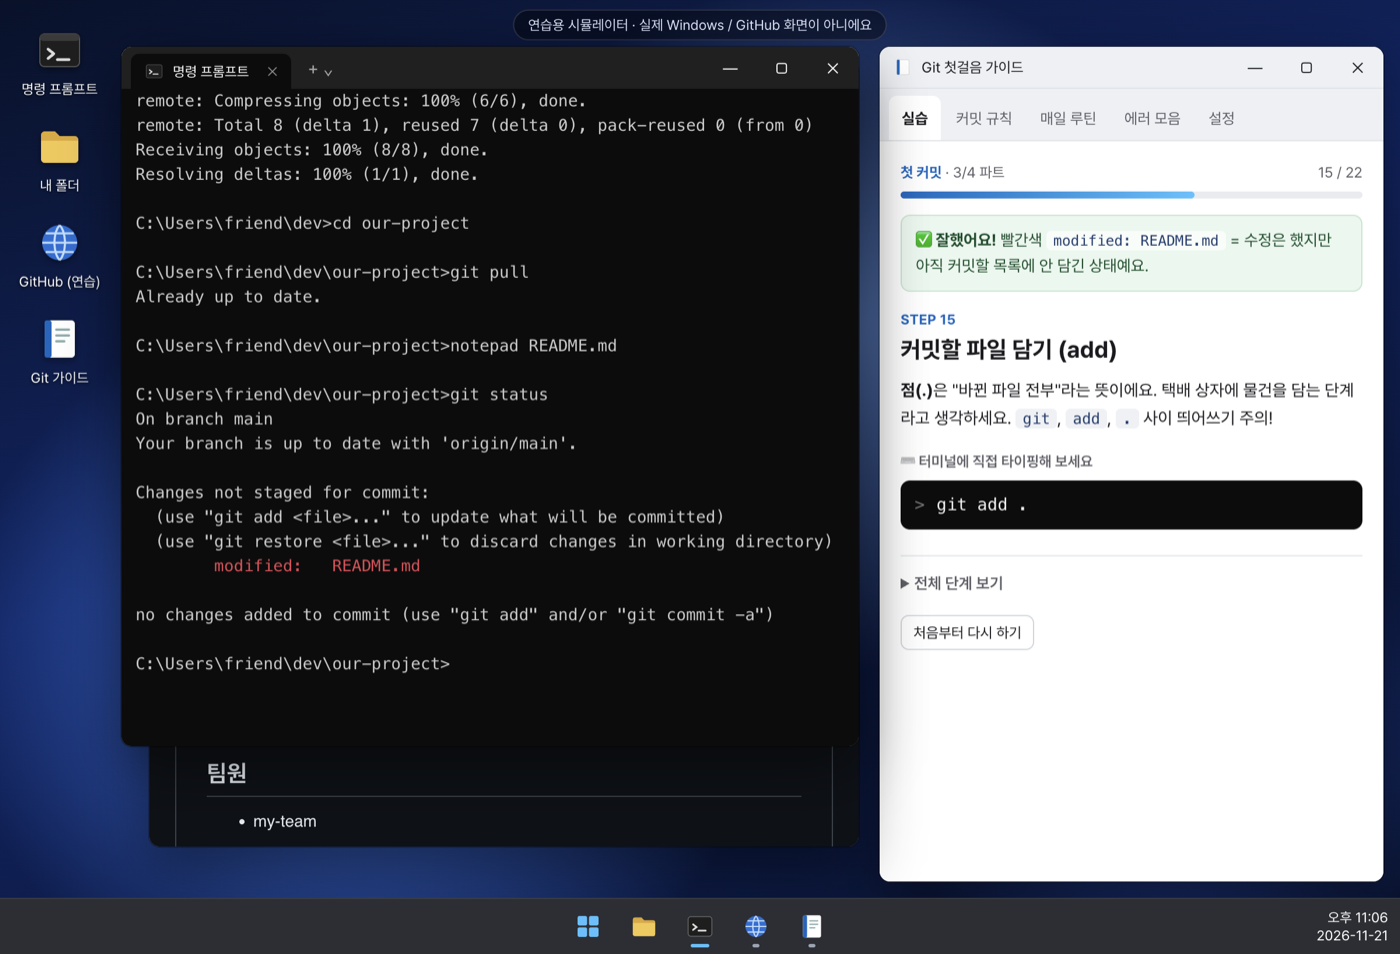 연습용 시뮬레이터 · 실제 Windows / GitHub 화면이 아니에요
명령 프롬프트
내 폴더
GitHub (연습)
Git 가이드
명령 프롬프트
remote: Compressing objects: 100% (6/6), done.
remote: Total 8 (delta 1), reused 7 (delta 0), pack-reused 0 (from 0)
Receiving objects: 100% (8/8), done.
Resolving deltas: 100% (1/1), done.
C:\Users\friend\dev>cd our-project
C:\Users\friend\dev\our-project>git pull
Already up to date.
C:\Users\friend\dev\our-project>notepad README.md
C:\Users\friend\dev\our-project>git status
On branch main
Your branch is up to date with 'origin/main'.
Changes not staged for commit:
(use "git add <file>..." to update what will be committed)
(use "git restore <file>..." to discard changes in working directory)
modified: README.md
no changes added to commit (use "git add" and/or "git commit -a")
C:\Users\friend\dev\our-project>
팀원
• my-team
Git 첫걸음 가이드
실습 커밋 규칙 매일 루틴 에러 모음 설정
첫 커밋 · 3/4 파트 15 / 22
✅ 잘했어요! 빨간색 modified: README.md = 수정은 했지만
아직 커밋할 목록에 안 담긴 상태예요.
STEP 15
커밋할 파일 담기 (add)
점(.)은 "바뀐 파일 전부"라는 뜻이에요. 택배 상자에 물건을 담는 단계
라고 생각하세요. git , add , . 사이 띄어쓰기 주의!
⌨️ 터미널에 직접 타이핑해 보세요
> git add .
▶ 전체 단계 보기
처음부터 다시 하기
오후 11:06
2026-11-21